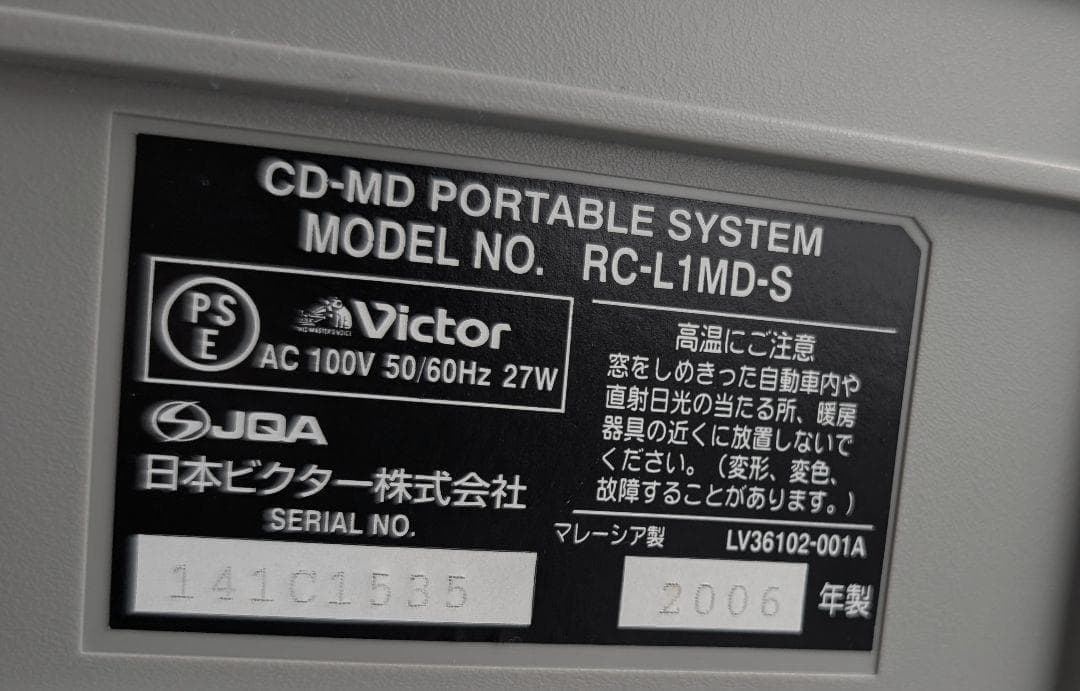 CD-MD PORTABLE SYSTEM
MODEL NO. RC-L1MD-S
PS
E
HIS MASTER'S VOICE
Victor
AC 100V 50/60Hz 27W
JQA
日本ビクター株式会社
SERIAL NO.
141C1535
高温にご注意
窓をしめきった自動車内や
直射日光の当たる所、暖房
器具の近くに放置しないで
ください。(変形、変色、
故障することがあります。)
マレーシア製 LV36102-001A
2006 年製